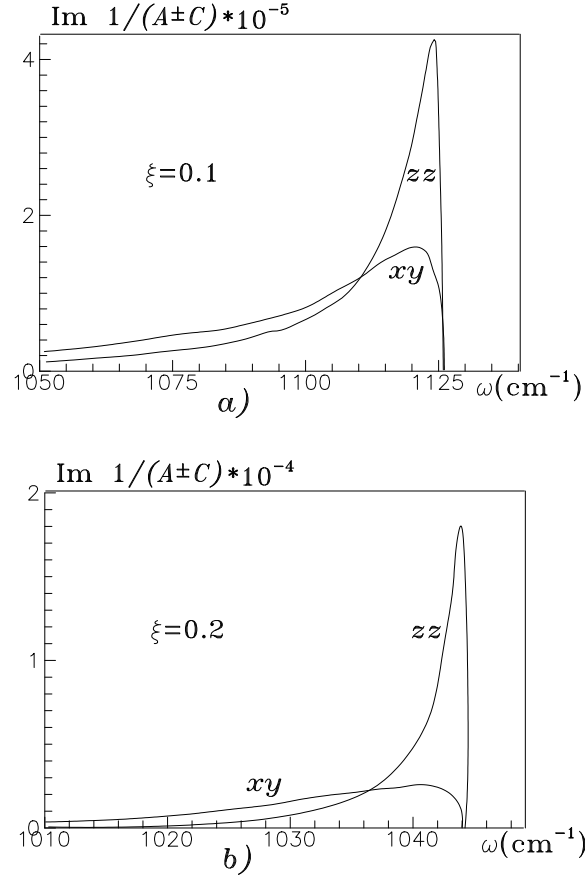 Im 1/(A±C)*10⁻⁵
4
ξ=0.1
zz
2
xy
0
1050 1075 1100 1125 ω(cm⁻¹)
a)
Im 1/(A±C)*10⁻⁴
2
ξ=0.2
zz
1
xy
0
1010 1020 1030 1040 ω(cm⁻¹)
b)